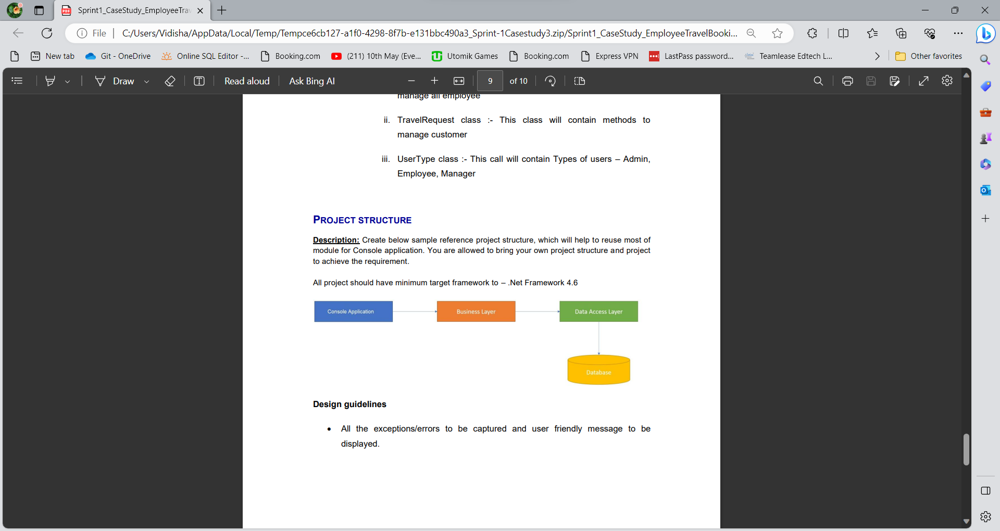 PDF Sprint1_CaseStudy_EmployeeTra
File C:/Users/Vidisha/AppData/Local/Temp/Tempce6cb127-a1f0-4298-8f7b-e131bbc490a3_Sprint-1Casestudy3.zip/Sprint1_CaseStudy_EmployeeTravelBooki...
New tab Git - OneDrive Online SQL Editor -... Booking.com (211) 10th May (Eve... Utomik Games Booking.com Express VPN LastPass password... Teamlease Edtech L... Other favorites
Draw Read aloud Ask Bing AI 9 of 10
manage all employee
ii. TravelRequest class :- This class will contain methods to
manage customer
iii. UserType class :- This call will contain Types of users – Admin,
Employee, Manager
PROJECT STRUCTURE
Description: Create below sample reference project structure, which will help to reuse most of
module for Console application. You are allowed to bring your own project structure and project
to achieve the requirement.
All project should have minimum target framework to – .Net Framework 4.6
Console Application Business Layer Data Access Layer
Database
Design guidelines
• All the exceptions/errors to be captured and user friendly message to be
displayed.